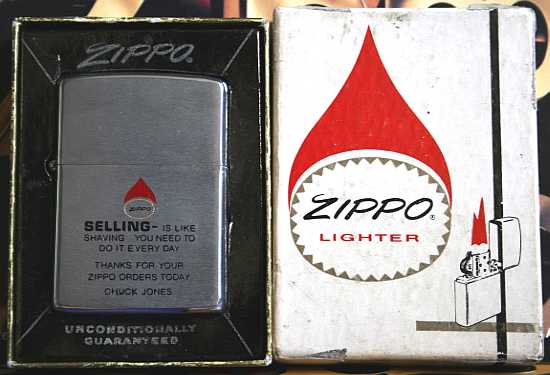 ZIPPO®
ZIPPO
SELLING- IS LIKE
SHAVING YOU NEED TO
DO IT EVERY DAY
THANKS FOR YOUR
ZIPPO ORDERS TODAY
CHUCK JONES
UNCONDITIONALLY
GUARANTEED
ZIPPO®
LIGHTER